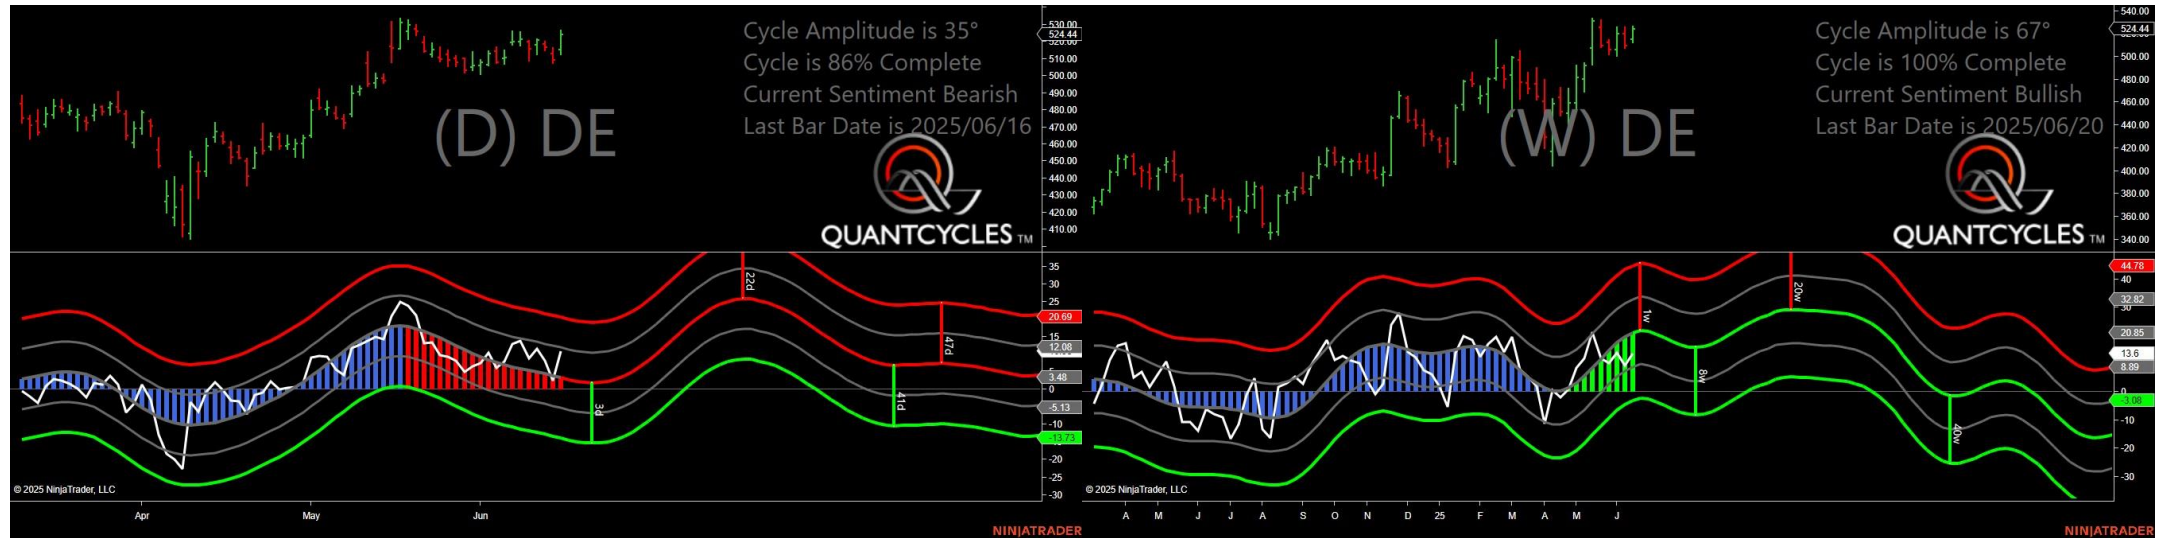 Cycle Amplitude is 35°
Cycle is 86% Complete
Current Sentiment Bearish
Last Bar Date is 2025/06/16
(D) DE
QUANTCYCLES TM
530.00
524.44
520.00
510.00
500.00
490.00
480.00
470.00
460.00
450.00
440.00
430.00
420.00
410.00
35
30
25
20.69
15
12.08
5
3.48
0
-5.13
-10
-13.73
-20
-25
-30
22d
47d
3d
41d
© 2025 NinjaTrader, LLC
Apr
May
Jun
NINJATRADER
Cycle Amplitude is 67°
Cycle is 100% Complete
Current Sentiment Bullish
Last Bar Date is 2025/06/20
(W) DE
QUANTCYCLES TM
540.00
524.44
500.00
480.00
460.00
440.00
420.00
400.00
380.00
360.00
340.00
44.78
40
32.82
30
20.85
13.6
8.89
0
-3.08
-10
-20
-30
1w
20w
8w
40w
© 2025 NinjaTrader, LLC
A M J J A S O N D 25 F M A M J
NINJATRADER